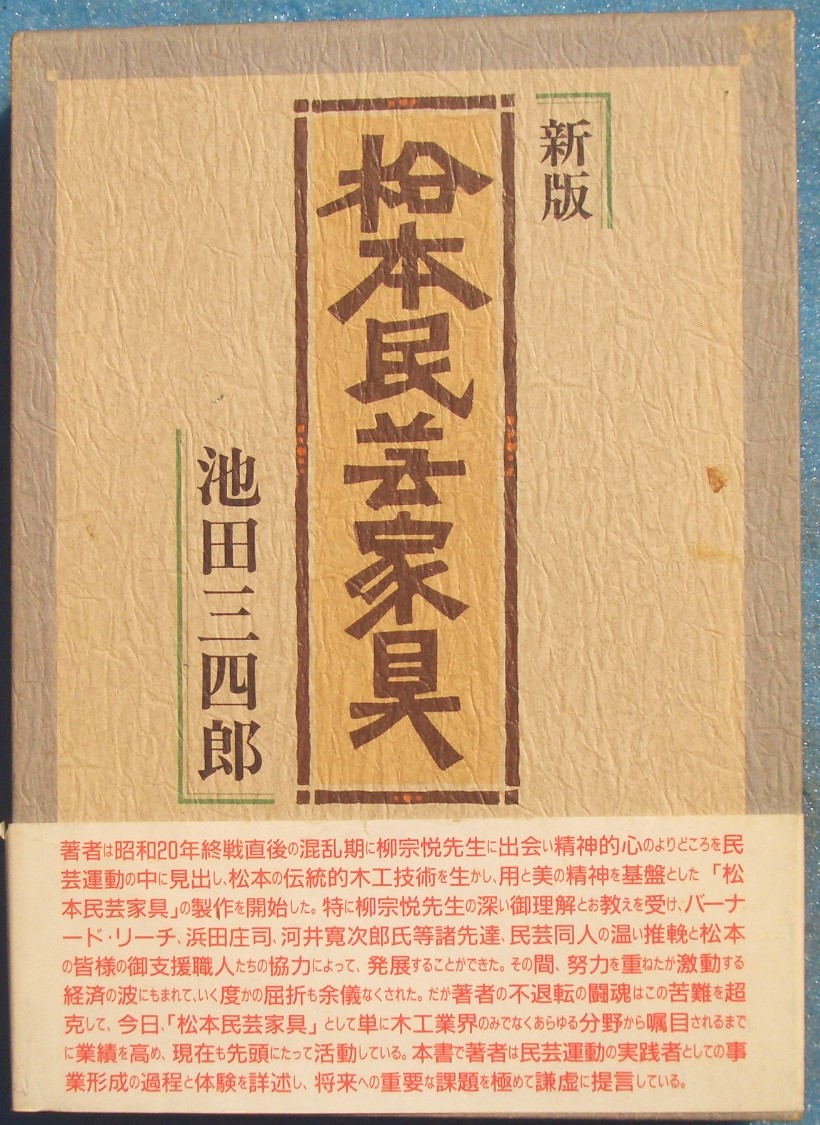 新版
松本民芸家具
池田三四郎
著者は昭和20年終戦直後の混乱期に柳宗悦先生に出会い精神的心のよりどころを民
芸運動の中に見出し、松本の伝統的木工技術を生かし、用と美の精神を基盤とした「松
本民芸家具」の製作を開始した。特に柳宗悦先生の深い御理解とお教えを受け、バーナ
ード・リーチ、浜田庄司、河井寛次郎氏等諸先達、民芸同人の温い推輓と松本
の皆様の御支援職人たちの協力によって、発展することができた。その間、努力を重ねたが激動する
経済の波にもまれて、いく度かの屈折も余儀なくされた。だが著者の不退転の闘魂はこの苦難を超
克して、今日、「松本民芸家具」として単に木工業界のみでなくあらゆる分野から嘱目されるまで
に業績を高め、現在も先頭にたって活動している。本書で著者は民芸運動の実践者としての事
業形成の過程と体験を詳述し、将来への重要な課題を極めて謙虚に提言している。